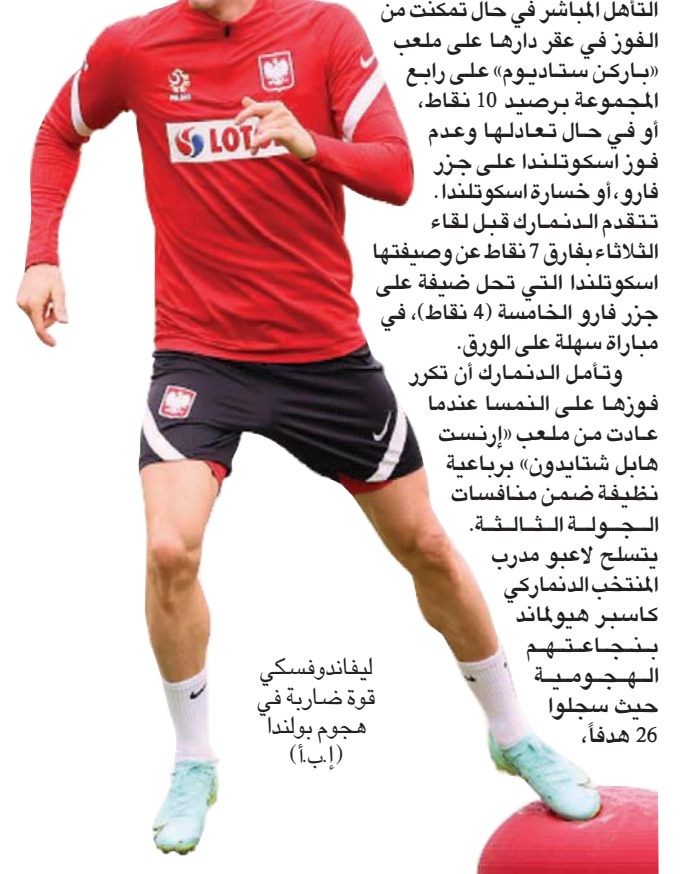 التأهل المباشر في حال تمكنت من
الفوز في عقر دارها على ملعب
«باركن ستاديوم» على رابع
المجموعة برصيد 10 نقاط،
أو في حال تعادلها وعدم
فوز اسكوتلندا على جزر
فارو، أو خسارة اسكوتلندا.
تتقدم الدنمارك قبل لقاء
الثلاثاء بفارق 7 نقاط عن وصيفتها
اسكوتلندا التي تحل ضيفة على
جزر فارو الخامسة (4 نقاط)، في
مباراة سهلة على الورق.
وتأمل الدنمارك أن تكرر
فوزها على النمسا عندما
عادت من ملعب «إرنست
هابل شتايدون» برباعية
نظيفة ضمن منافسات
الجولة الثالثة.
يتسلح لاعبو مدرب
المنتخب الدنماركي
كاسبر هيولماند
بنجاعتهم
الهجومية
حيث سجلوا
26 هدفاً،
ليفاندوفسكي
قوة ضاربة في
هجوم بولندا
(إ.ب.أ)
LOT